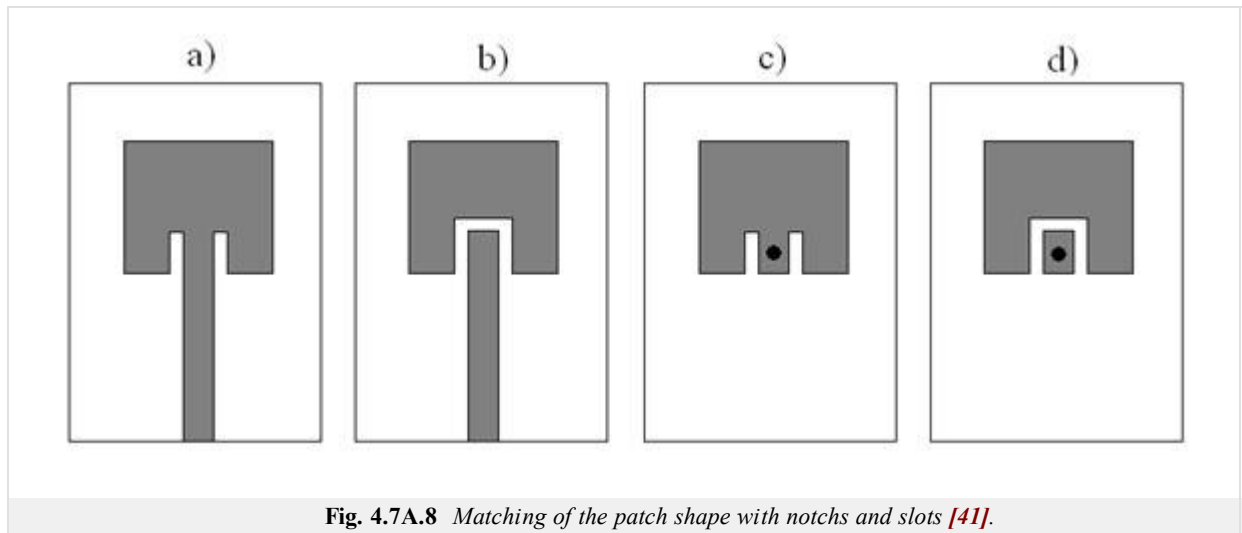 a) b) c) d)
Fig. 4.7A.8 Matching of the patch shape with notchs and slots [41].